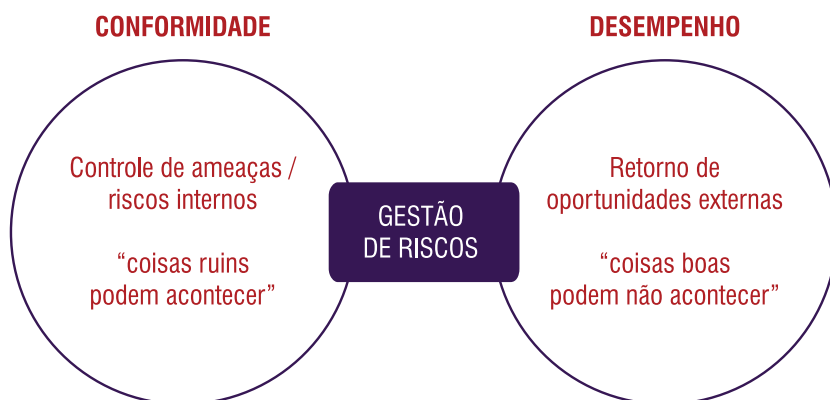 CONFORMIDADE
Controle de ameaças /
riscos internos
“coisas ruins
podem acontecer”
GESTÃO
DE RISCOS
DESEMPENHO
Retorno de
oportunidades externas
“coisas boas
podem não acontecer”